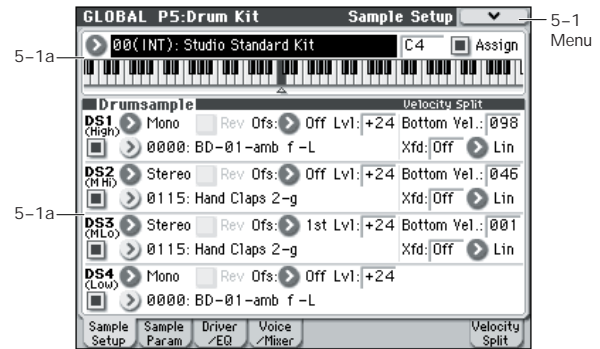 GLOBAL P5:Drum Kit Sample Setup
5–1 Menu
00(INT): Studio Standard Kit C4 Assign
5–1a
Drumsample Velocity Split
DS1 (High) Mono Rev Ofs: Off Lvl: +24 Bottom Vel.: 098
0000: BD-01-amb f -L Xfd: Off Lin
DS2 (MHi) Stereo Rev Ofs: Off Lvl: +24 Bottom Vel.: 046
0115: Hand Claps 2-g Xfd: Off Lin
5–1a
DS3 (MLo) Stereo Rev Ofs: 1st Lvl: +24 Bottom Vel.: 001
0115: Hand Claps 2-g Xfd: Off Lin
DS4 (Low) Mono Rev Ofs: Off Lvl: +24
0000: BD-01-amb f -L
Sample Setup Sample Param Driver /EQ Voice /Mixer Velocity Split